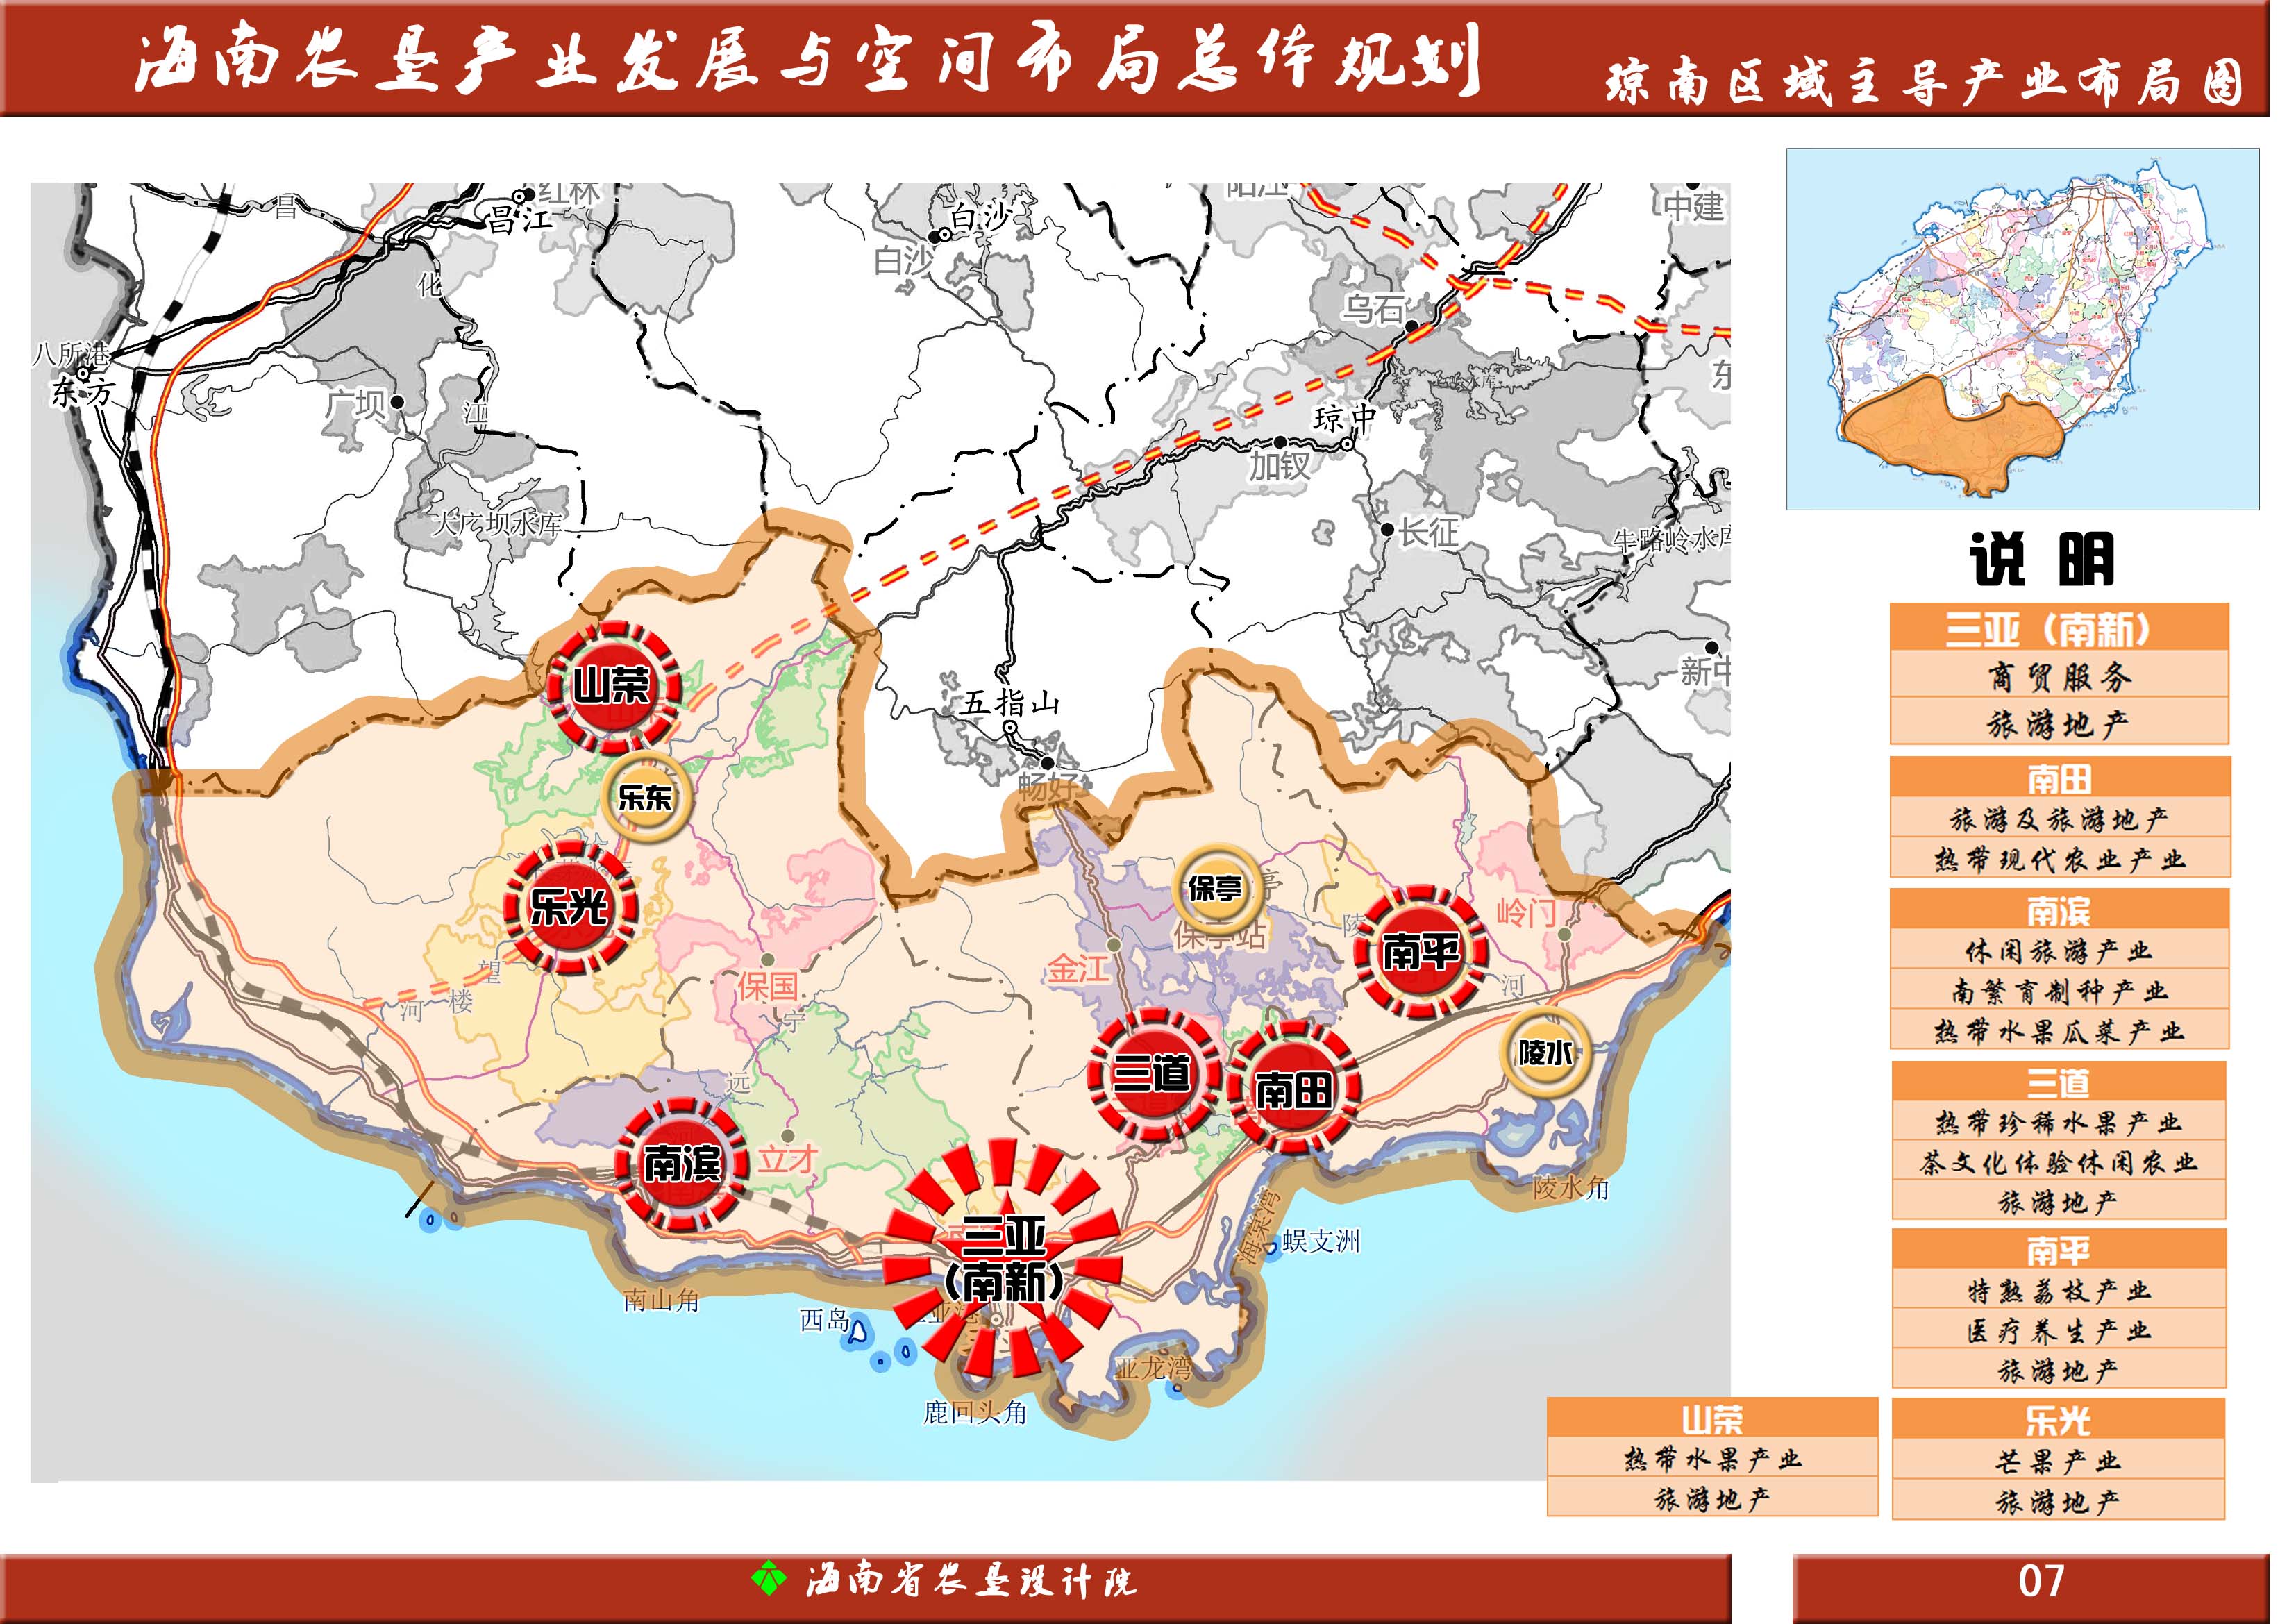 海南农垦产业发展与空间布局总体规划
琼南区域主导产业布局图
红林
昌江
昌
化
江
白沙
白沙
阳江
中建
乌石
八所港
东方
广坝
琼中
加钗
大广坝水库
长征
牛路岭水库
新中
五指山
畅好
山荣
乐东
乐光
保亭
亭
保亭站
陵
南平
岭门
金江
保国
望
楼
河
宁
远
河
三道
南田
陵水
南滨
立才
三亚
(南新)
陵水角
海棠湾
蜈支洲
南山角
西岛
亚龙湾
鹿回头角
说明
三亚（南新）
商贸服务
旅游地产
南田
旅游及旅游地产
热带现代农业产业
南滨
休闲旅游产业
南繁育制种产业
热带水果瓜菜产业
三道
热带珍稀水果产业
茶文化体验休闲农业
旅游地产
南平
特熟荔枝产业
医疗养生产业
旅游地产
山荣
热带水果产业
旅游地产
乐光
芒果产业
旅游地产
海南省农垦设计院
07